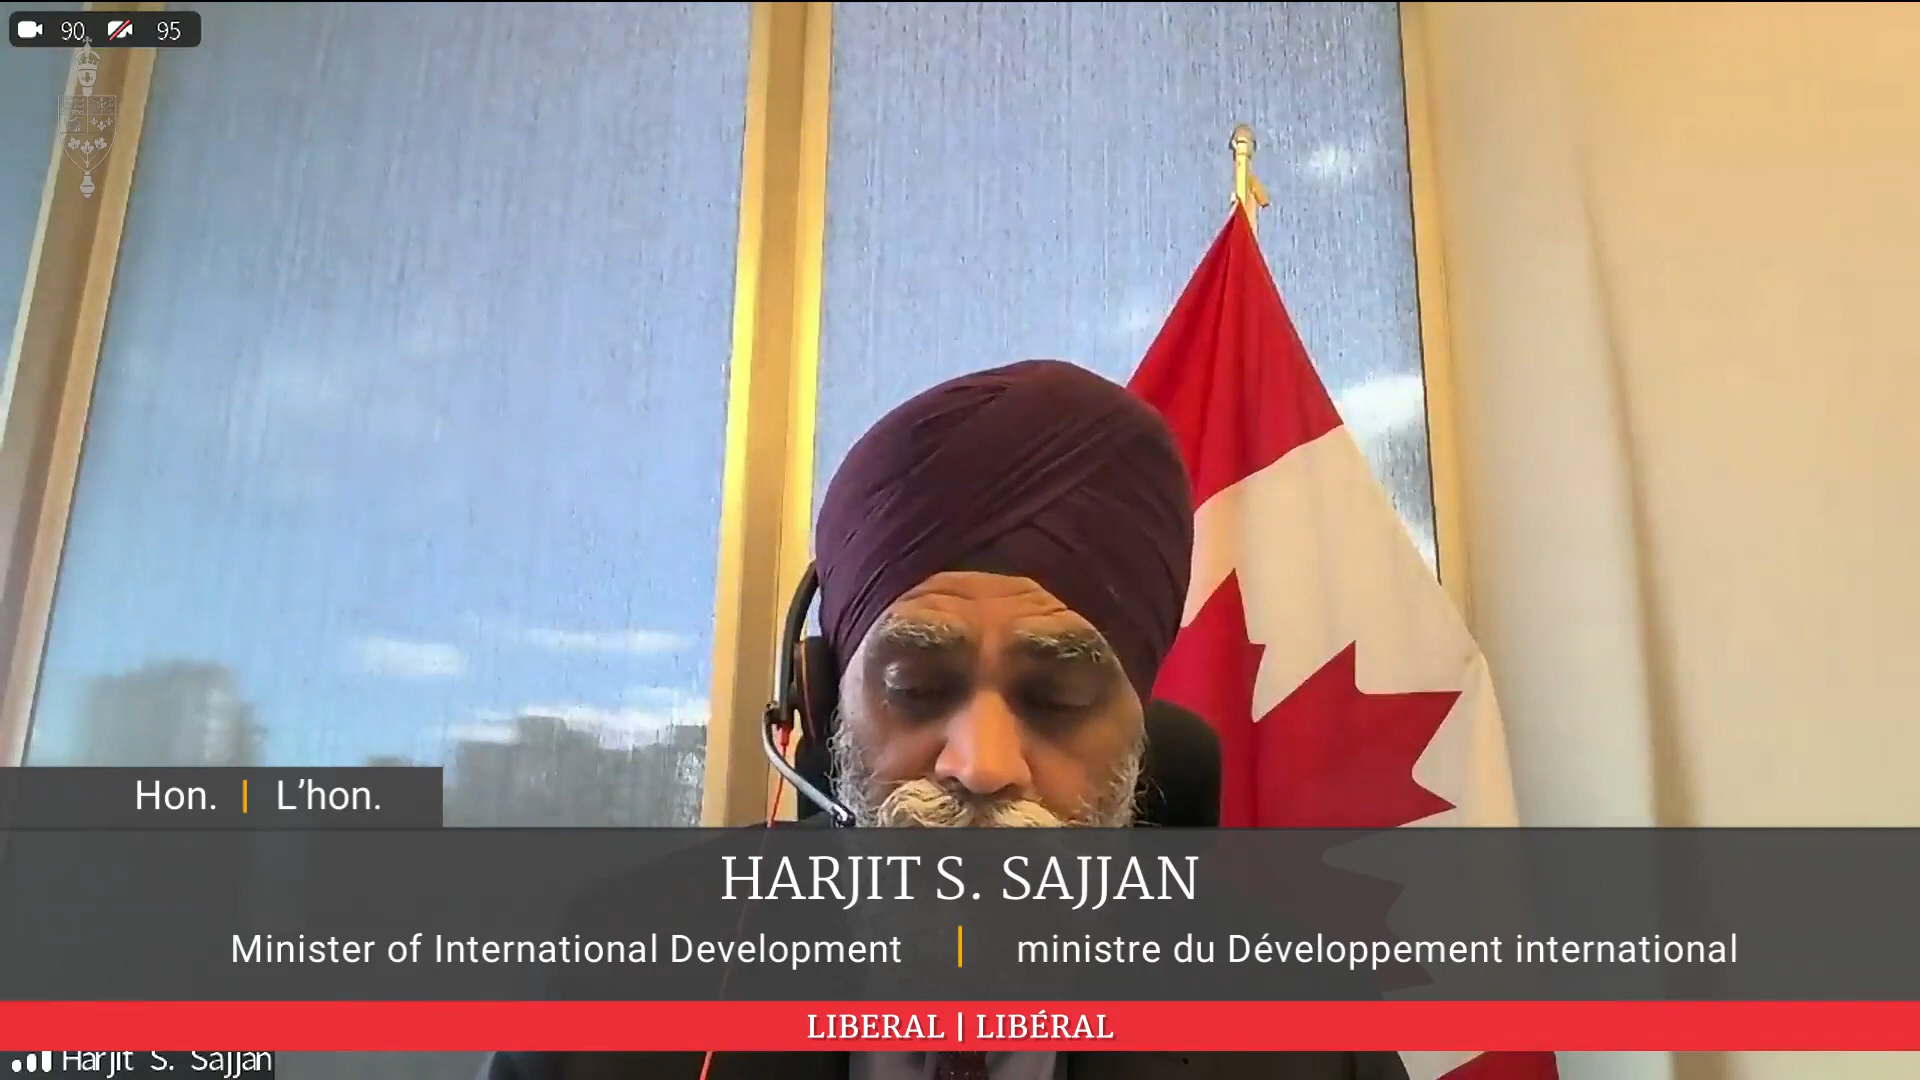 90 95
Hon. | L’hon.
HARJIT S. SAJJAN
Minister of International Development | ministre du Développement international
LIBERAL | LIBÉRAL
Harjit S. Sajjan